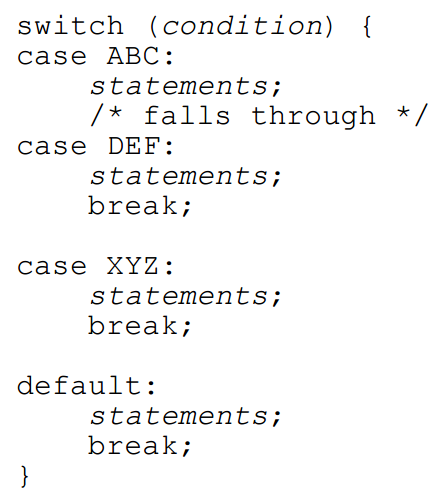 switch (condition) {
case ABC:
    statements;
    /* falls through */
case DEF:
    statements;
    break;

case XYZ:
    statements;
    break;

default:
    statements;
    break;
}